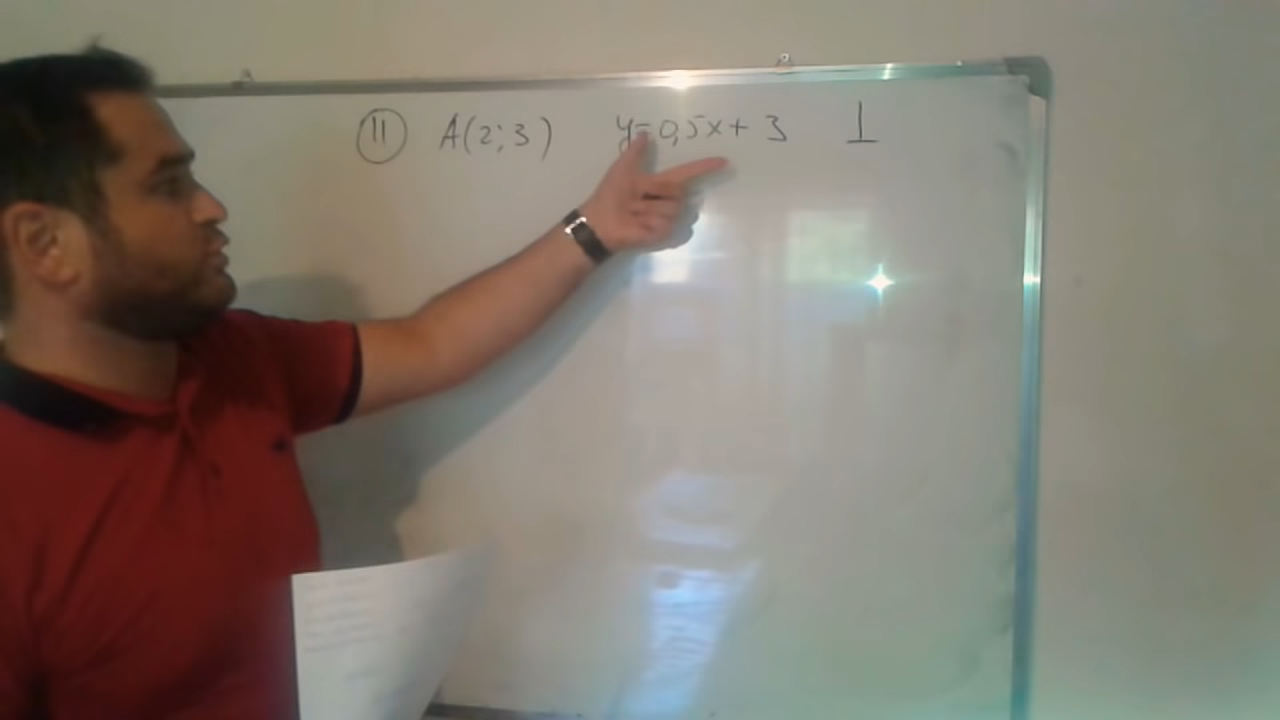 11 A(2;3) y=0,5x+3 ⊥